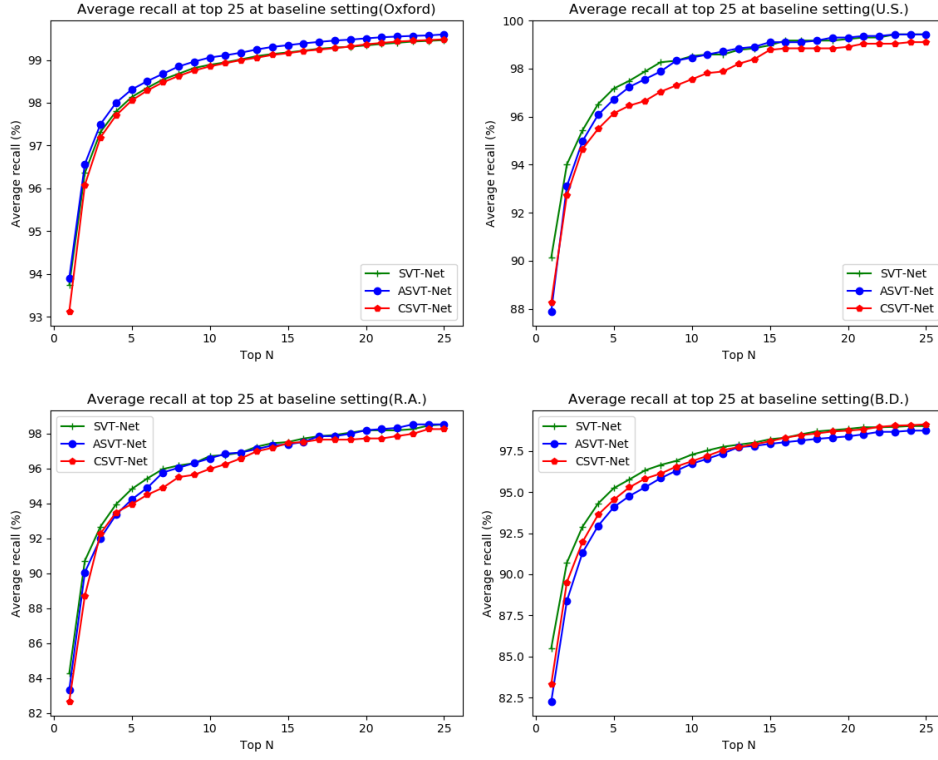 Average recall at top 25 at baseline setting(Oxford)
99
98
97
96
95
94
93
Average recall (%)
0 5 10 15 20 25
Top N
SVT-Net
ASVT-Net
CSVT-Net
Average recall at top 25 at baseline setting(U.S.)
100
98
96
94
92
90
88
Average recall (%)
0 5 10 15 20 25
Top N
SVT-Net
ASVT-Net
CSVT-Net
Average recall at top 25 at baseline setting(R.A.)
98
96
94
92
90
88
86
84
82
Average recall (%)
0 5 10 15 20 25
Top N
SVT-Net
ASVT-Net
CSVT-Net
Average recall at top 25 at baseline setting(B.D.)
97.5
95.0
92.5
90.0
87.5
85.0
82.5
Average recall (%)
0 5 10 15 20 25
Top N
SVT-Net
ASVT-Net
CSVT-Net